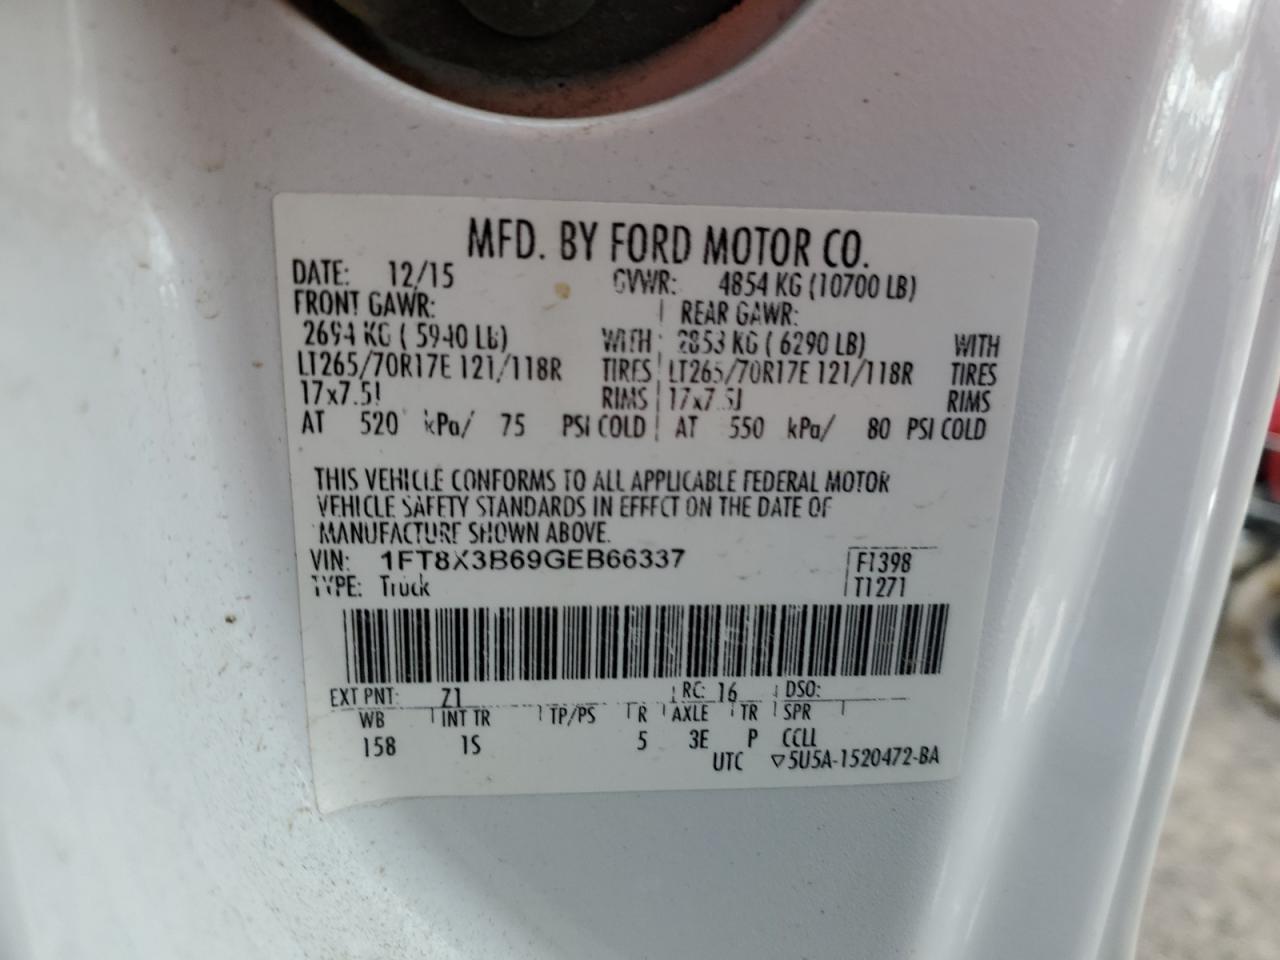 MFD. BY FORD MOTOR CO.
DATE: 12/15 GVWR: 4854 KG (10700 LB)
FRONT GAWR: REAR GAWR:
2694 KG ( 5940 LB) WITH 2853 KG ( 6290 LB) WITH
LT265/70R17E 121/118R TIRES LT265/70R17E 121/118R TIRES
17x7.5J RIMS 17x7.5J RIMS
AT 520 kPa/ 75 PSI COLD AT 550 kPa/ 80 PSI COLD
THIS VEHICLE CONFORMS TO ALL APPLICABLE FEDERAL MOTOR
VEHICLE SAFETY STANDARDS IN EFFECT ON THE DATE OF
MANUFACTURE SHOWN ABOVE.
VIN: 1FT8X3B69GEB66337 F1398
TYPE: Truck T1271
EXT PNT: Z1 RC: 16 DSO:
WB INT TR TP/PS R AXLE TR SPR
158 1S 5 3E P CCLL
UTC ▽5U5A-1520472-BA